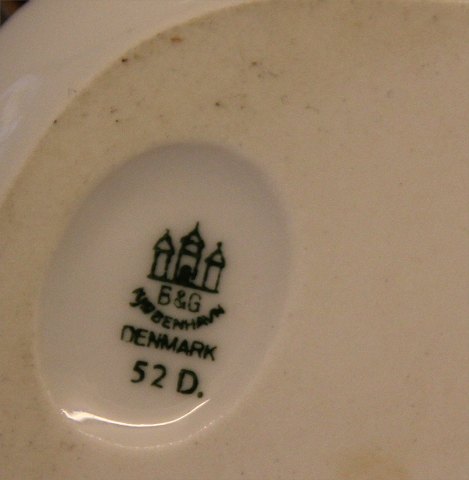 B&G
KJØBENHAVN
DENMARK
52 D.